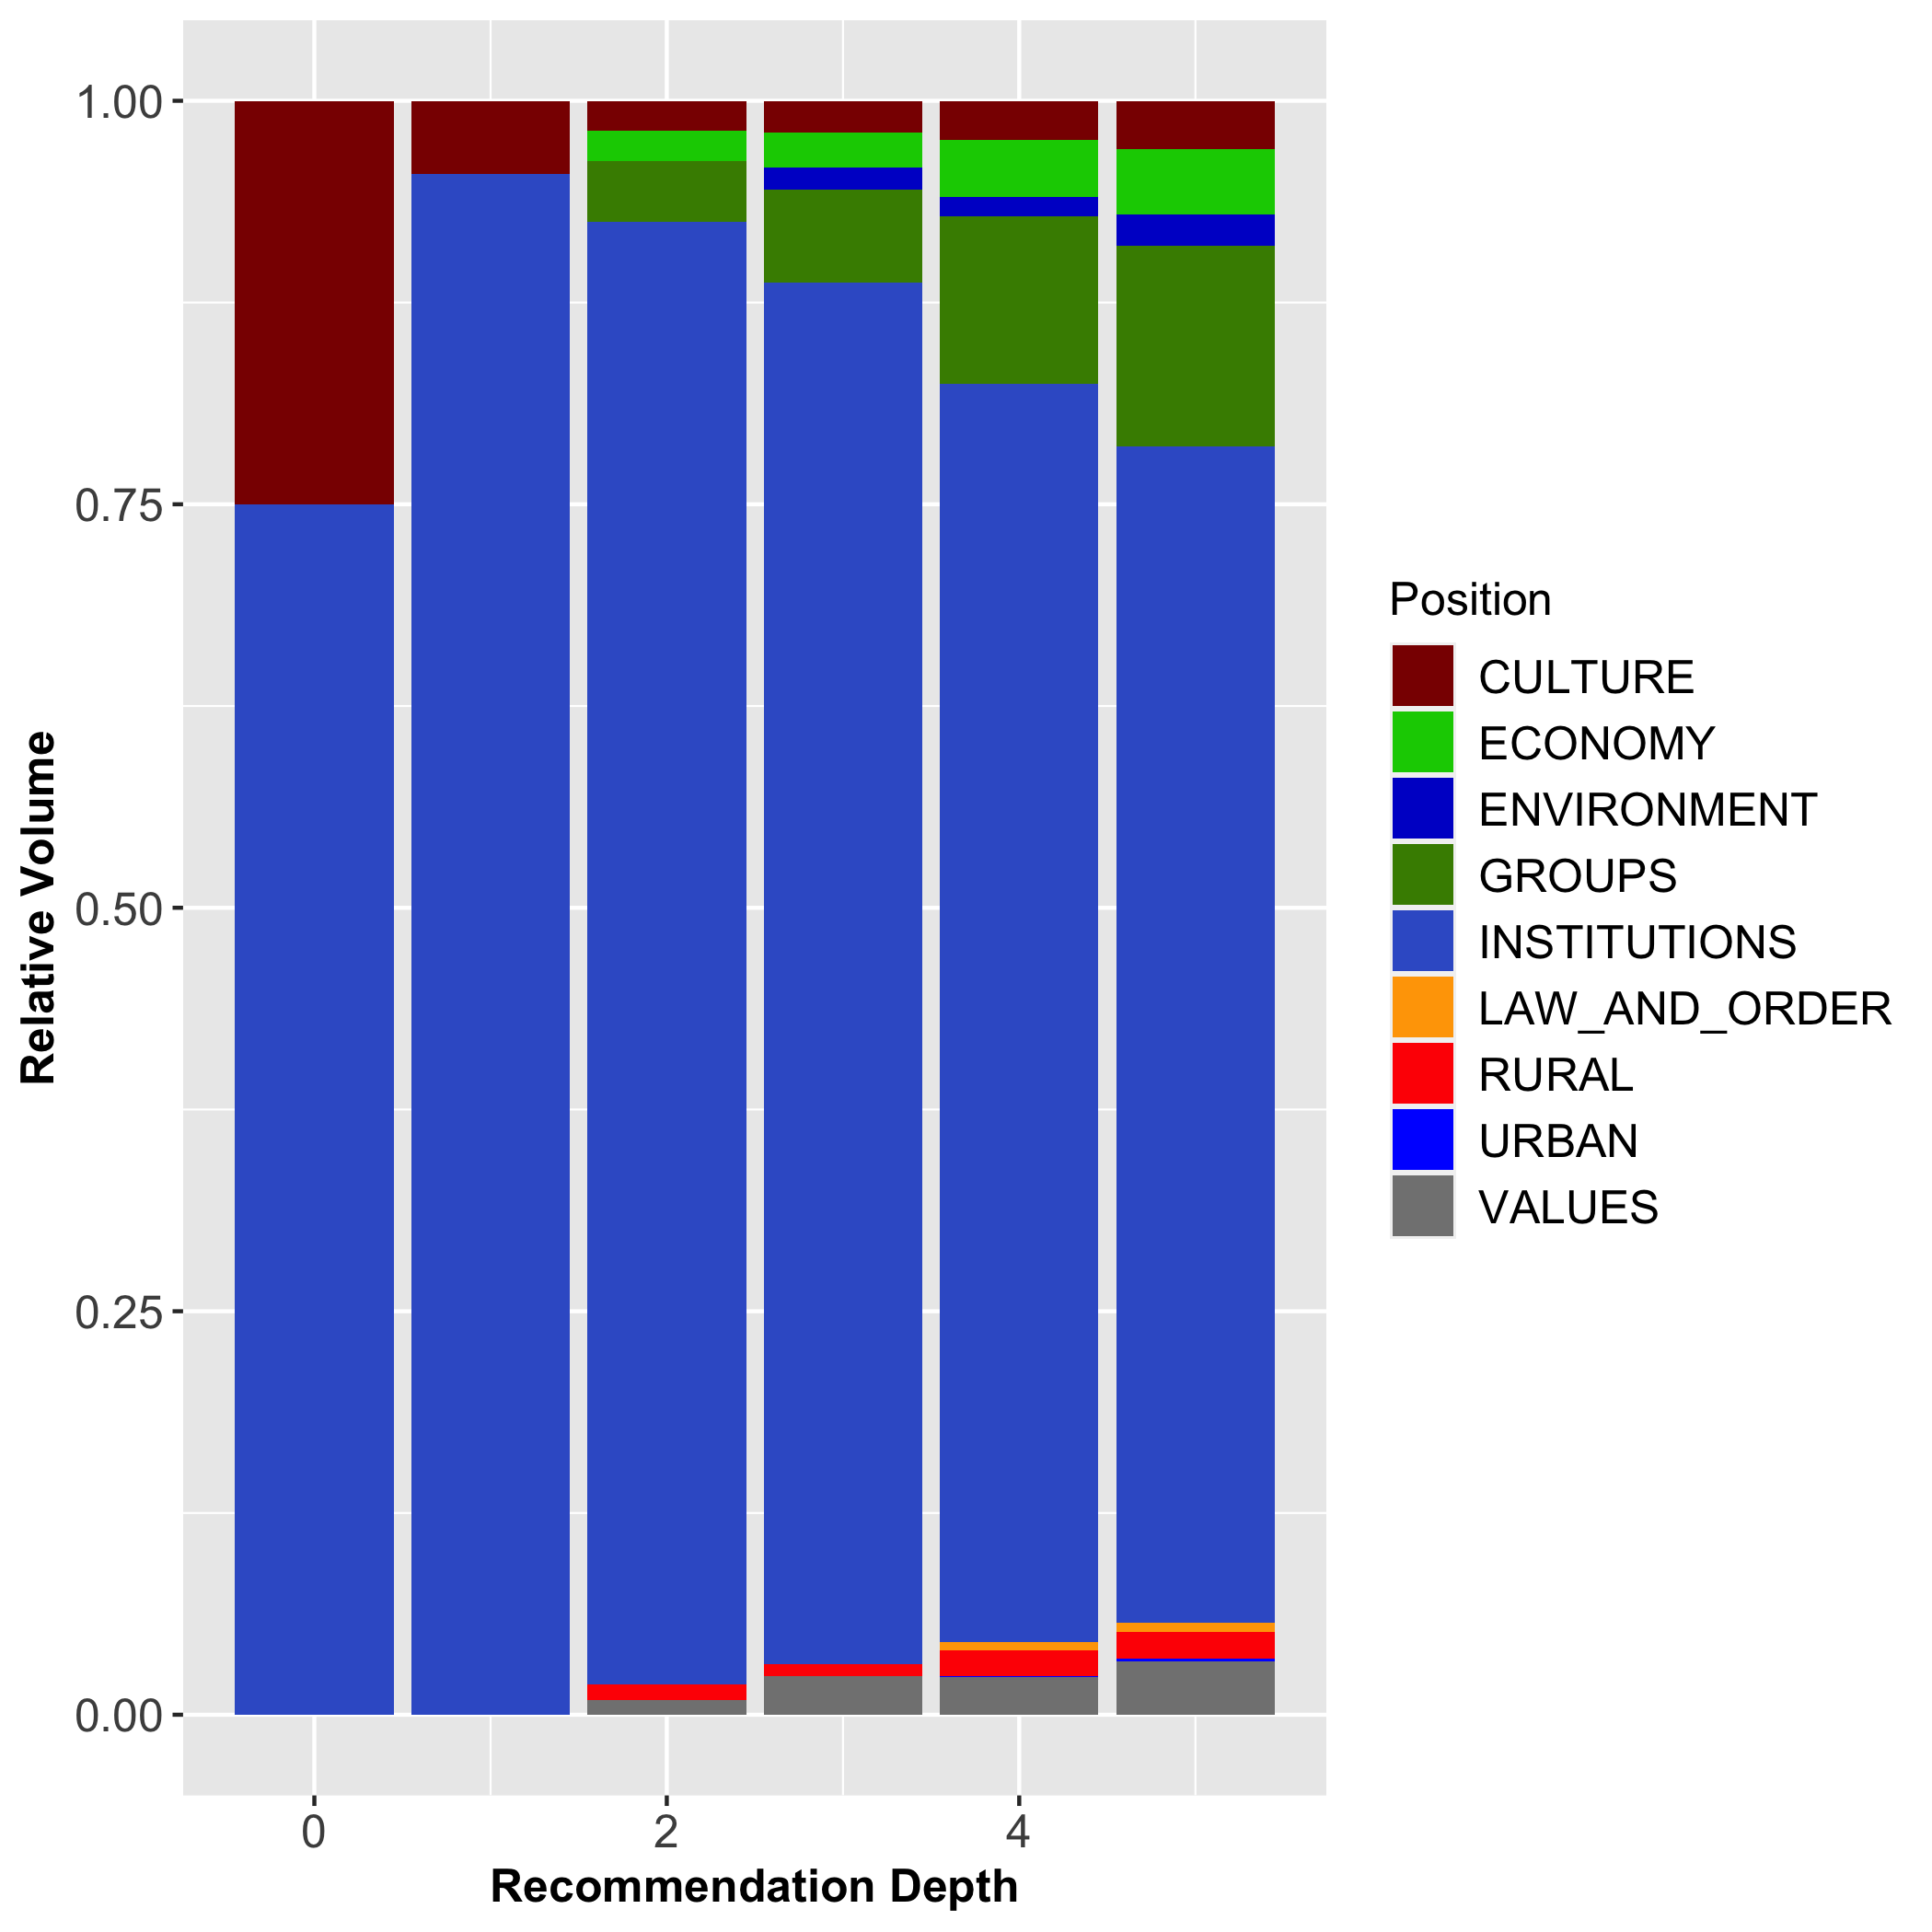 1.00
0.75
0.50
0.25
0.00
Relative Volume
0
2
4
Recommendation Depth
Position
CULTURE
ECONOMY
ENVIRONMENT
GROUPS
INSTITUTIONS
LAW_AND_ORDER
RURAL
URBAN
VALUES